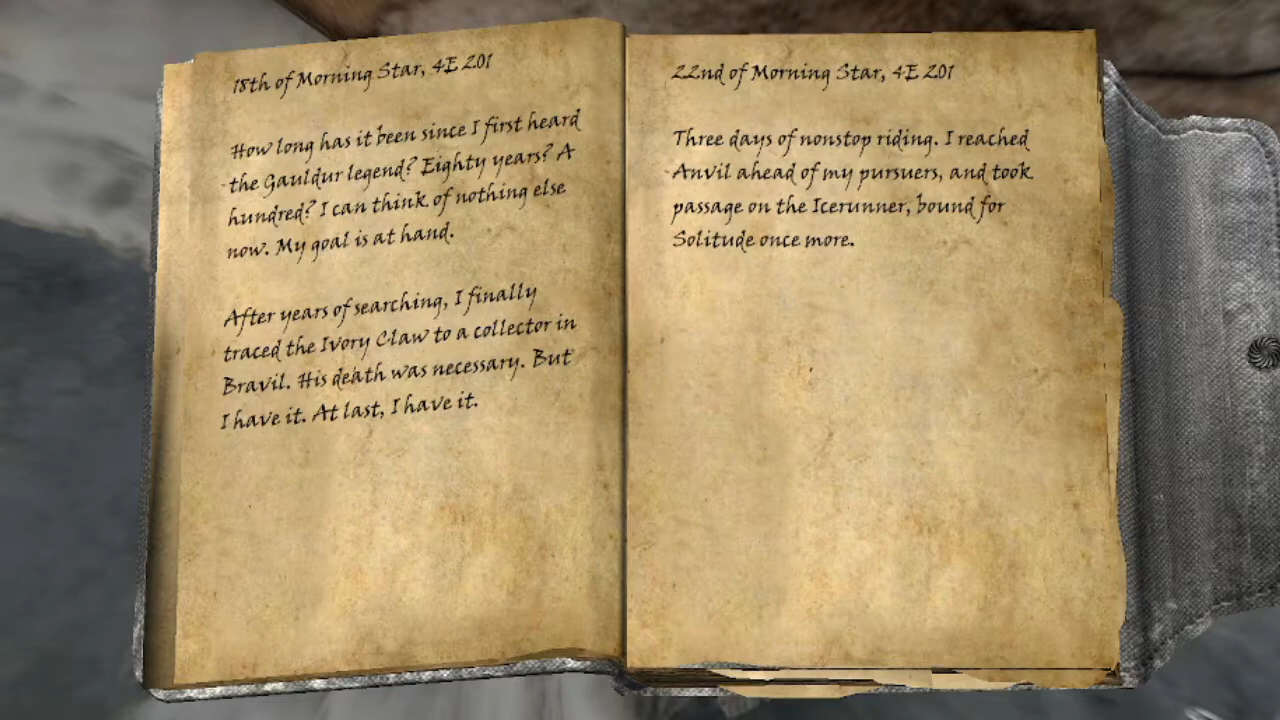 18th of Morning Star, 4E 201
How long has it been since I first heard
the Gauldur legend? Eighty years? A
hundred? I can think of nothing else
now. My goal is at hand.
After years of searching, I finally
traced the Ivory Claw to a collector in
Bravil. His death was necessary. But
I have it. At last, I have it.
22nd of Morning Star, 4E 201
Three days of nonstop riding. I reached
Anvil ahead of my pursuers, and took
passage on the Icerunner, bound for
Solitude once more.